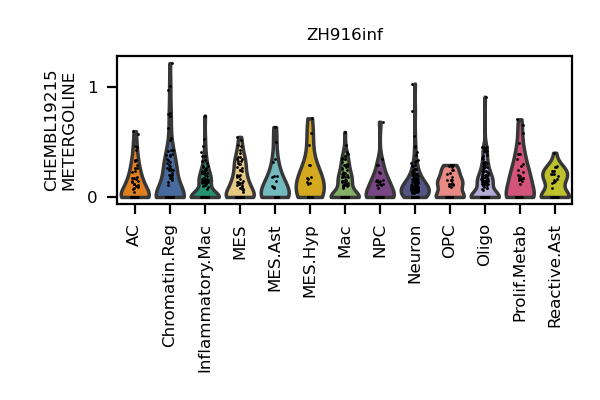 ZH916inf
CHEMBL19215
METERGOLINE
1
0
AC
Chromatin.Reg
Inflammatory.Mac
MES
MES.Ast
MES.Hyp
Mac
NPC
Neuron
OPC
Oligo
Prolif.Metab
Reactive.Ast